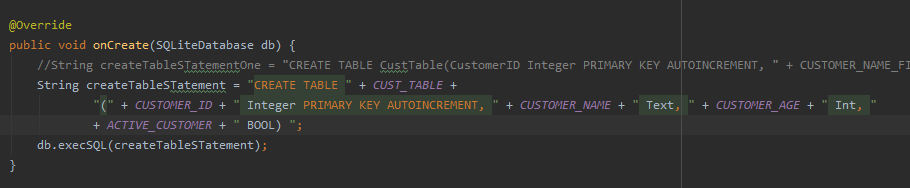 @Override
public void onCreate(SQLiteDatabase db) {
//String createTableSTatementOne = "CREATE TABLE CustTable(CustomerID Integer PRIMARY KEY AUTOINCREMENT, " + CUSTOMER_NAME_FI
String createTableSTatement = "CREATE TABLE " + CUST_TABLE +
"(" + CUSTOMER_ID + " Integer PRIMARY KEY AUTOINCREMENT, " + CUSTOMER_NAME + " Text, " + CUSTOMER_AGE + " Int, "
+ ACTIVE_CUSTOMER + " BOOL) ";
db.execSQL(createTableSTatement);
}